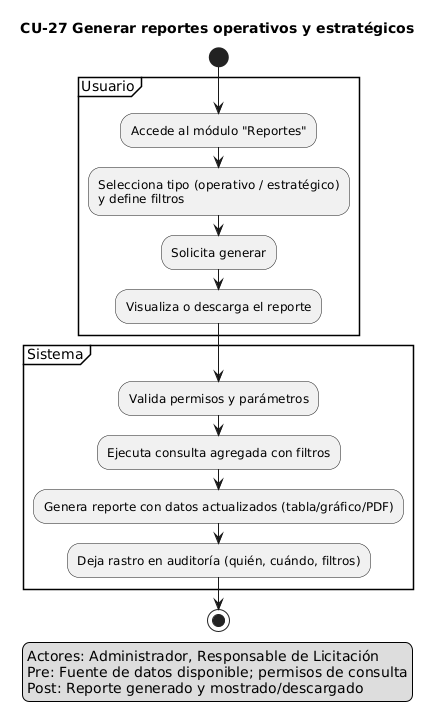 CU-27 Generar reportes operativos y estratégicos
Usuario
Accede al módulo "Reportes"
Selecciona tipo (operativo / estratégico)
y define filtros
Solicita generar
Visualiza o descarga el reporte
Sistema
Valida permisos y parámetros
Ejecuta consulta agregada con filtros
Genera reporte con datos actualizados (tabla/gráfico/PDF)
Deja rastro en auditoría (quién, cuándo, filtros)
Actores: Administrador, Responsable de Licitación
Pre: Fuente de datos disponible; permisos de consulta
Post: Reporte generado y mostrado/descargado